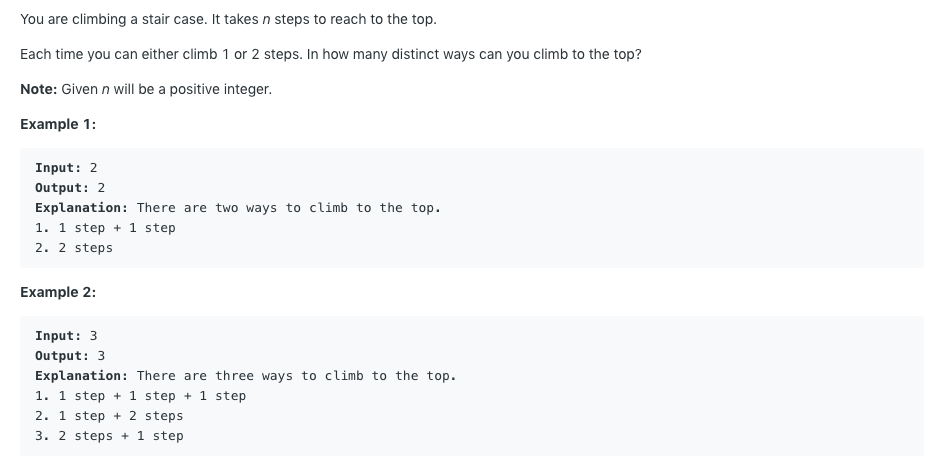 You are climbing a stair case. It takes n steps to reach to the top.
Each time you can either climb 1 or 2 steps. In how many distinct ways can you climb to the top?
Note: Given n will be a positive integer.
Example 1:
Input: 2
Output: 2
Explanation: There are two ways to climb to the top.
1. 1 step + 1 step
2. 2 steps
Example 2:
Input: 3
Output: 3
Explanation: There are three ways to climb to the top.
1. 1 step + 1 step + 1 step
2. 1 step + 2 steps
3. 2 steps + 1 step